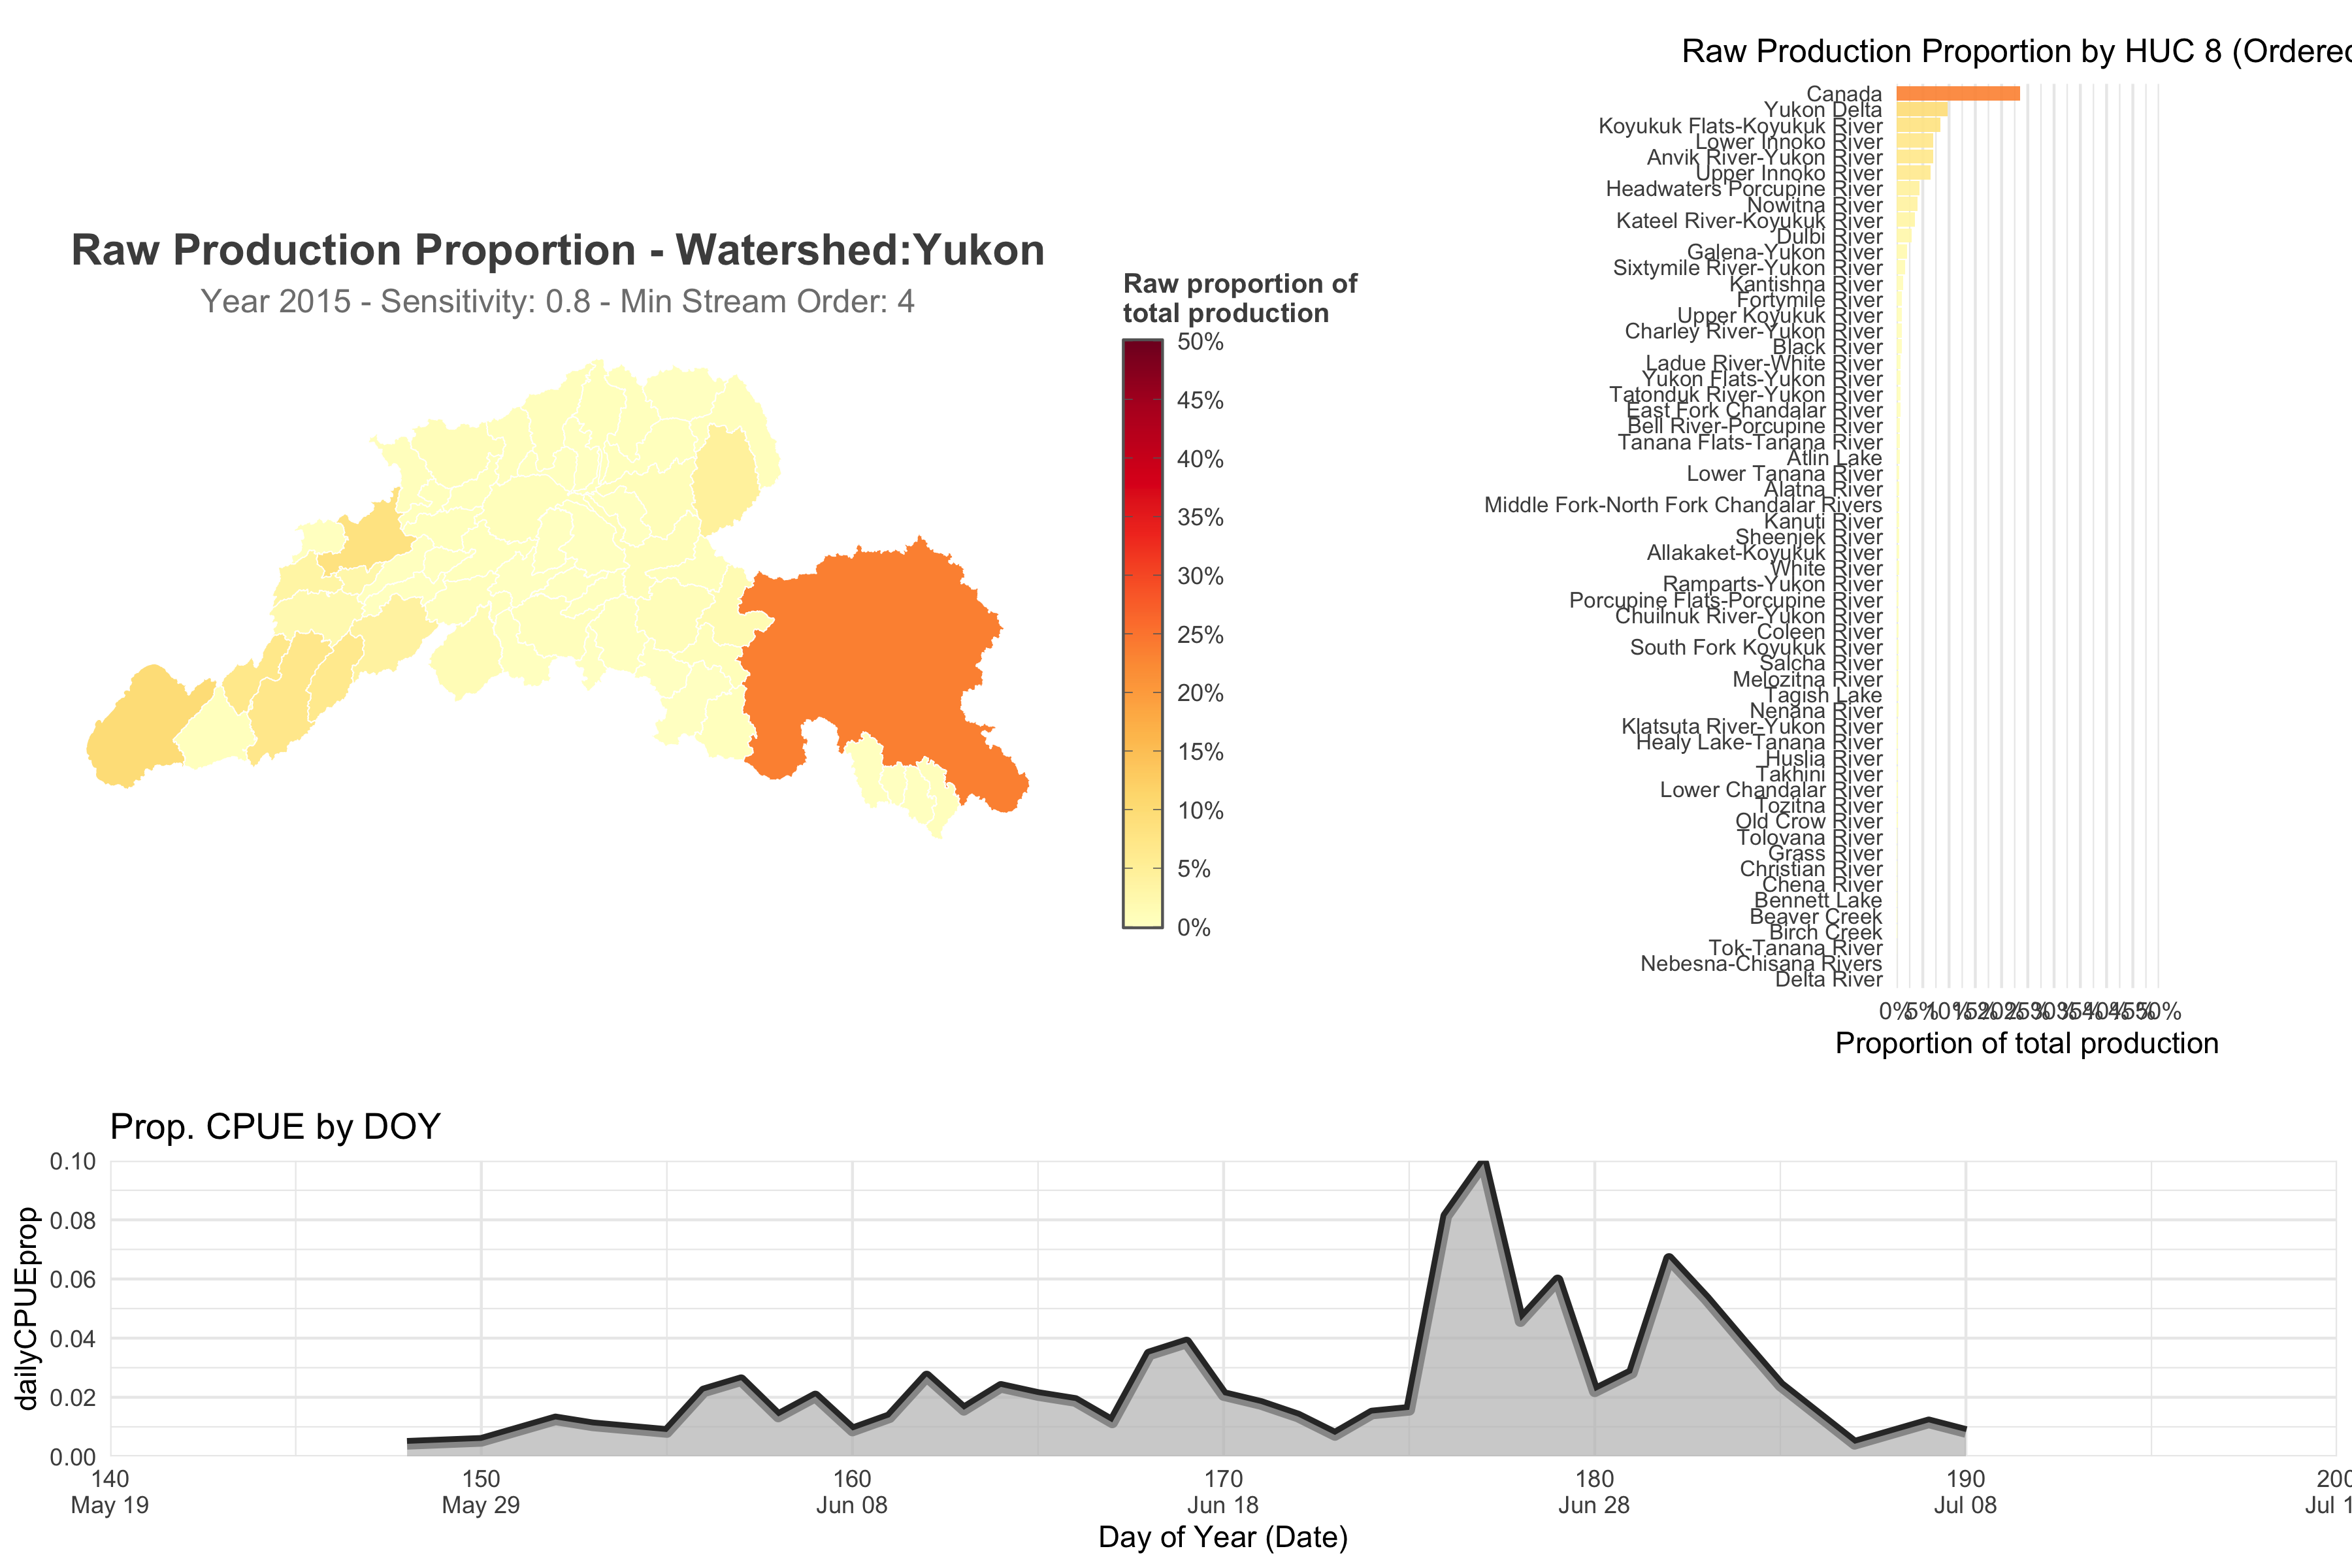 Raw Production Proportion - Watershed:Yukon
Year 2015 - Sensitivity: 0.8 - Min Stream Order: 4
Raw proportion of
total production
50%
45%
40%
35%
30%
25%
20%
15%
10%
5%
0%
Raw Production Proportion by HUC 8 (Ordered
Canada
Yukon Delta
Koyukuk Flats-Koyukuk River
Lower Innoko River
Anvik River-Yukon River
Upper Innoko River
Headwaters Porcupine River
Nowitna River
Kateel River-Koyukuk River
Dulbi River
Galena-Yukon River
Sixtymile River-Yukon River
Kantishna River
Fortymile River
Upper Koyukuk River
Charley River-Yukon River
Black River
Ladue River-White River
Yukon Flats-Yukon River
Tatonduk River-Yukon River
East Fork Chandalar River
Bell River-Porcupine River
Tanana Flats-Tanana River
Atlin Lake
Lower Tanana River
Alatna River
Middle Fork-North Fork Chandalar Rivers
Kanuti River
Sheenjek River
Allakaket-Koyukuk River
White River
Ramparts-Yukon River
Porcupine Flats-Porcupine River
Chuilnuk River-Yukon River
Coleen River
South Fork Koyukuk River
Salcha River
Melozitna River
Tagish Lake
Nenana River
Klatsuta River-Yukon River
Healy Lake-Tanana River
Huslia River
Takhini River
Lower Chandalar River
Tozitna River
Old Crow River
Tolovana River
Grass River
Christian River
Chena River
Bennett Lake
Beaver Creek
Birch Creek
Tok-Tanana River
Nebesna-Chisana Rivers
Delta River
0% 5% 10% 15% 20% 25% 30% 35% 40% 45% 50%
Proportion of total production
Prop. CPUE by DOY
dailyCPUEprop
0.10
0.08
0.06
0.04
0.02
0.00
140 150 160 170 180 190 200
May 19 May 29 Jun 08 Jun 18 Jun 28 Jul 08 Jul 1
Day of Year (Date)